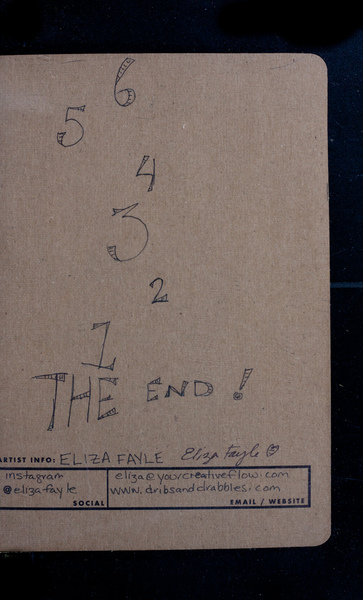 6
5
4
3
2
1
THE END!
ARTIST INFO: ELIZA FAYLE Eliza Fayle
instagram
@elizafayle
SOCIAL
eliza@yourcreativeflow.com
www.dribsanddrabbles.com
EMAIL / WEBSITE